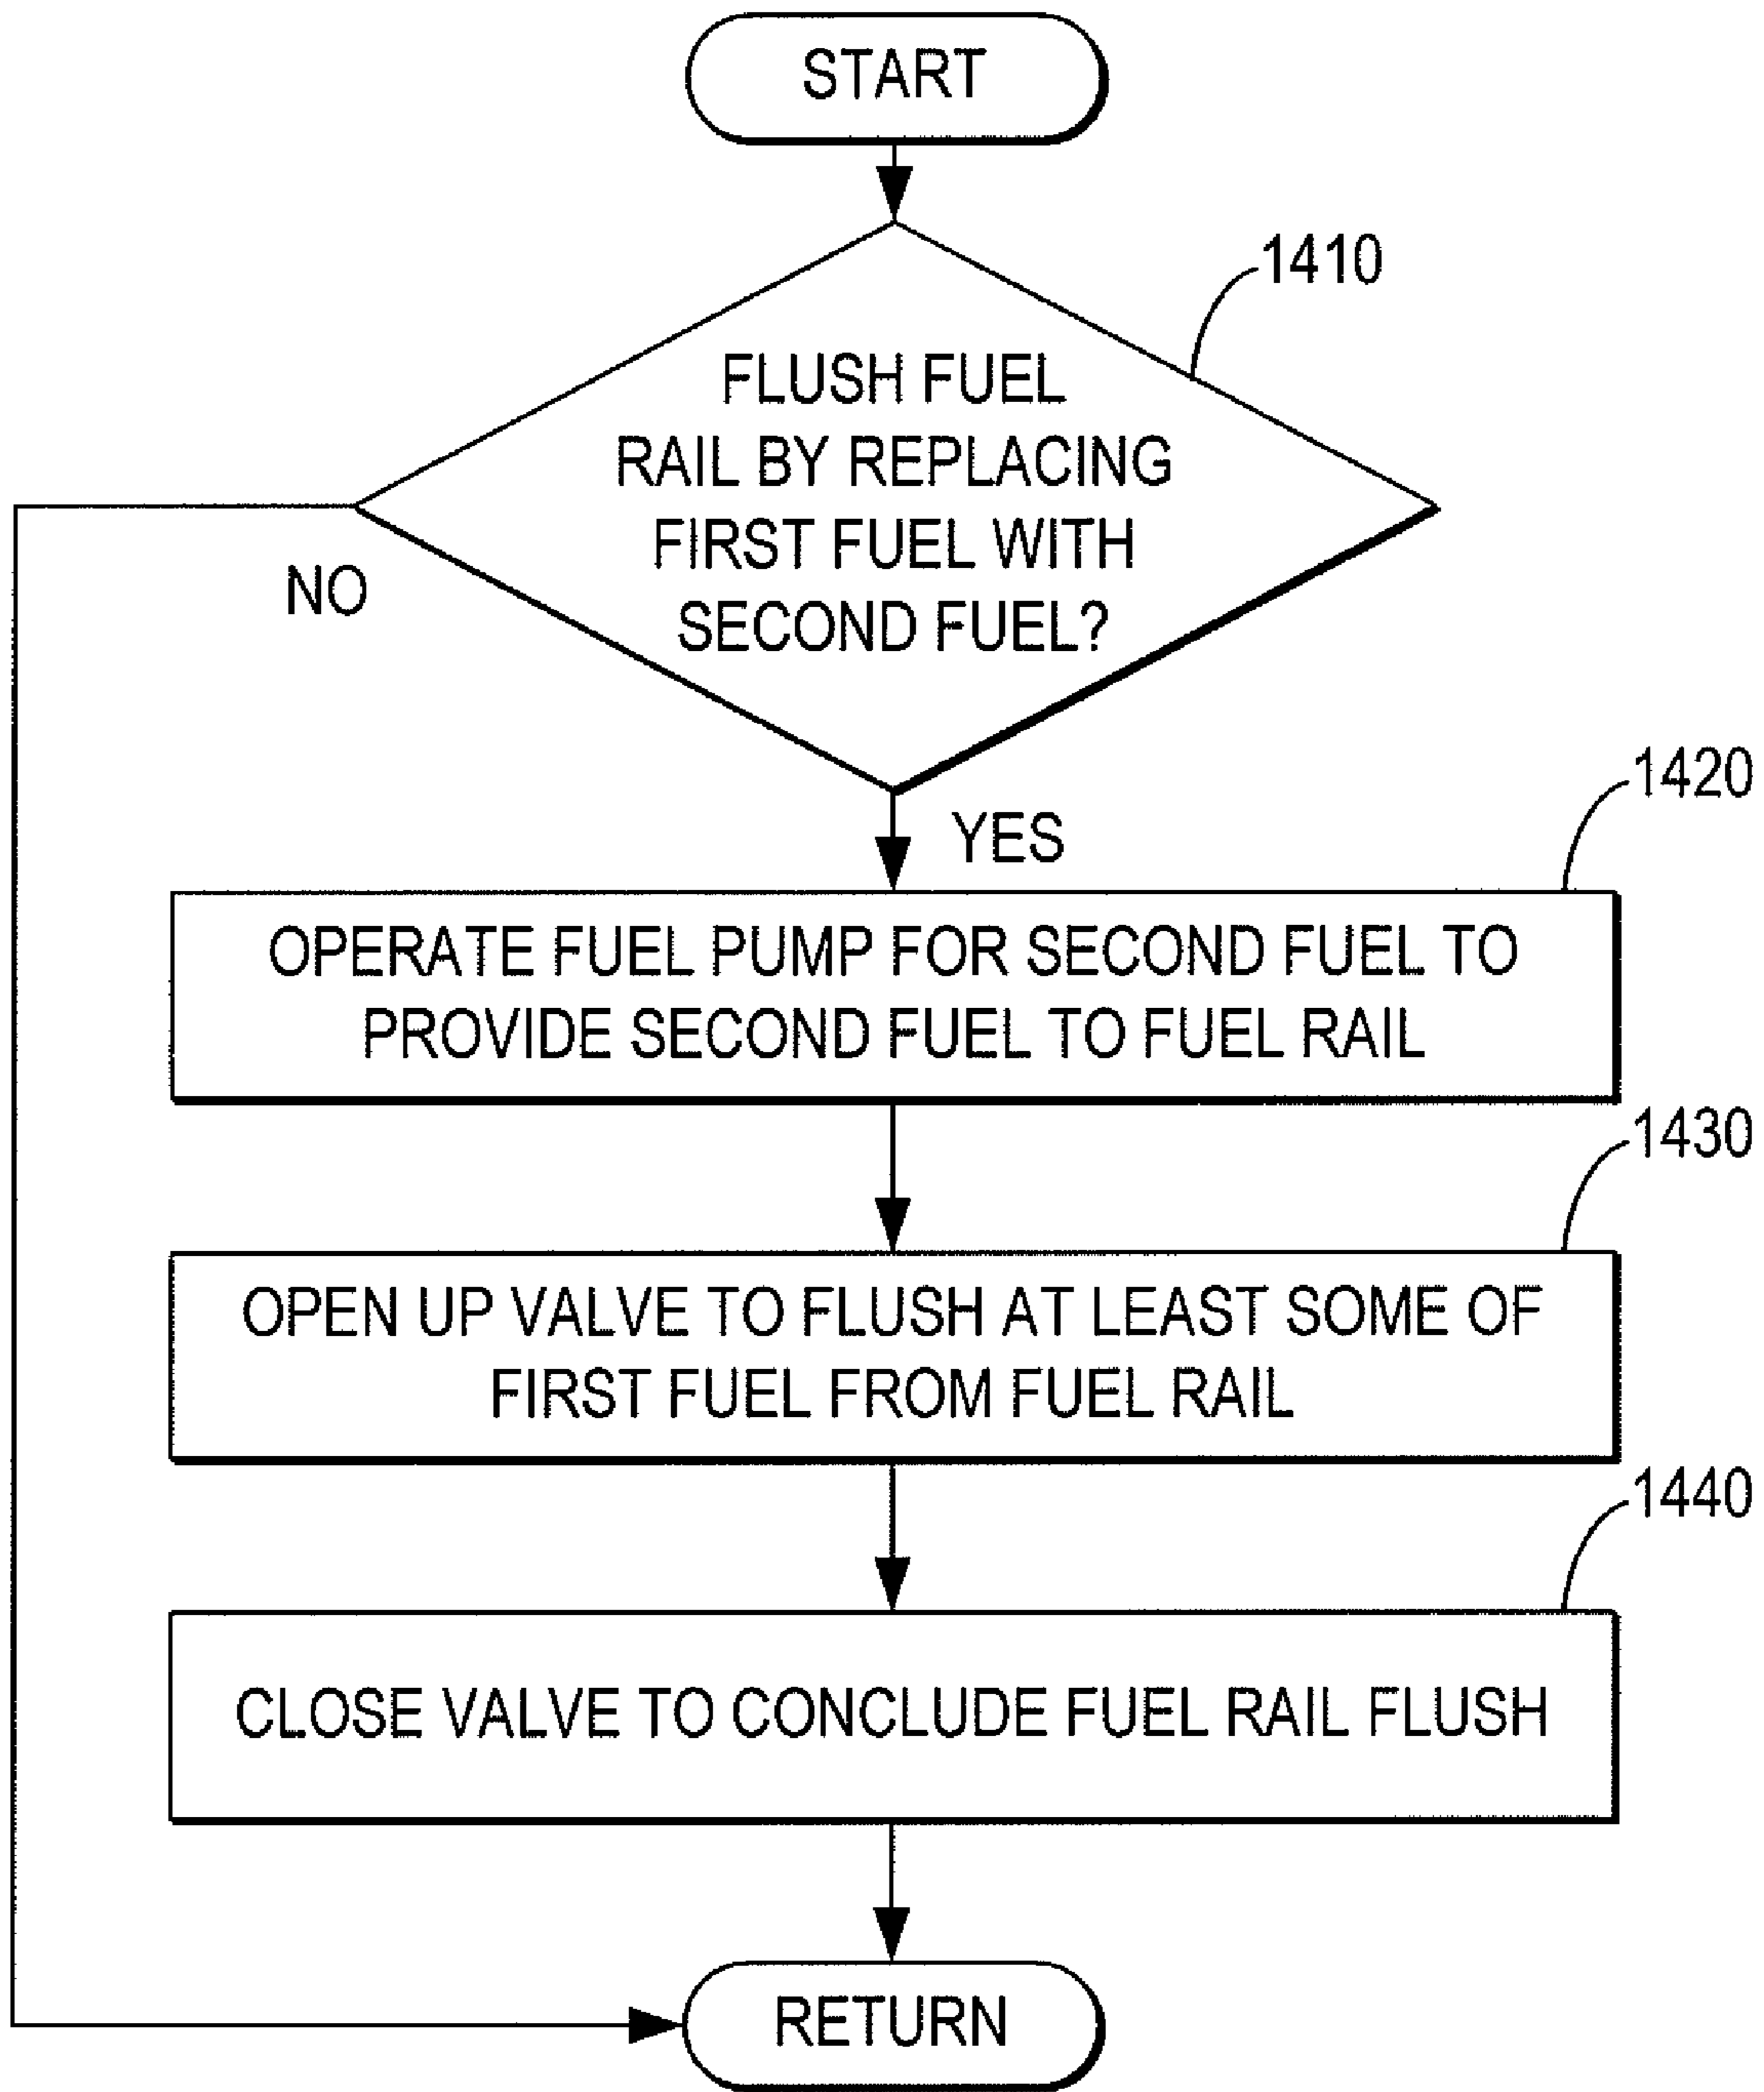 START
1410
FLUSH FUEL
RAIL BY REPLACING
FIRST FUEL WITH
SECOND FUEL?
NO
YES
1420
OPERATE FUEL PUMP FOR SECOND FUEL TO
PROVIDE SECOND FUEL TO FUEL RAIL
1430
OPEN UP VALVE TO FLUSH AT LEAST SOME OF
FIRST FUEL FROM FUEL RAIL
1440
CLOSE VALVE TO CONCLUDE FUEL RAIL FLUSH
RETURN